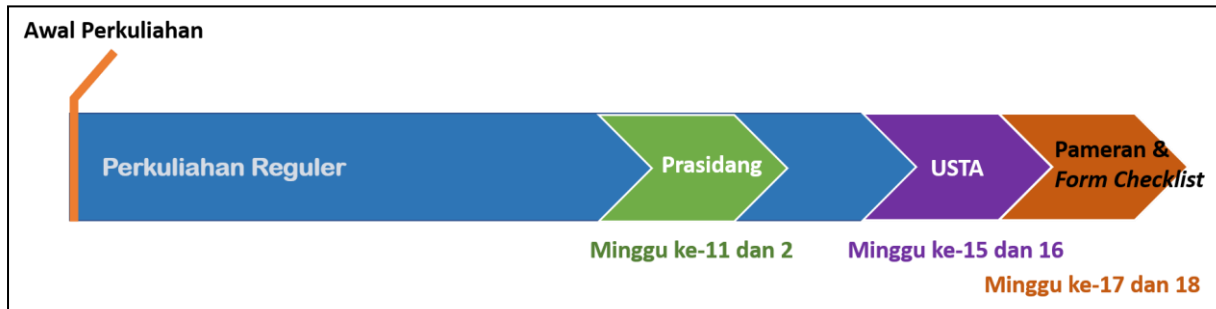 Awal Perkuliahan
Perkuliahan Reguler
Prasidang
USTA
Pameran &
Form Checklist
Minggu ke-11 dan 2
Minggu ke-15 dan 16
Minggu ke-17 dan 18